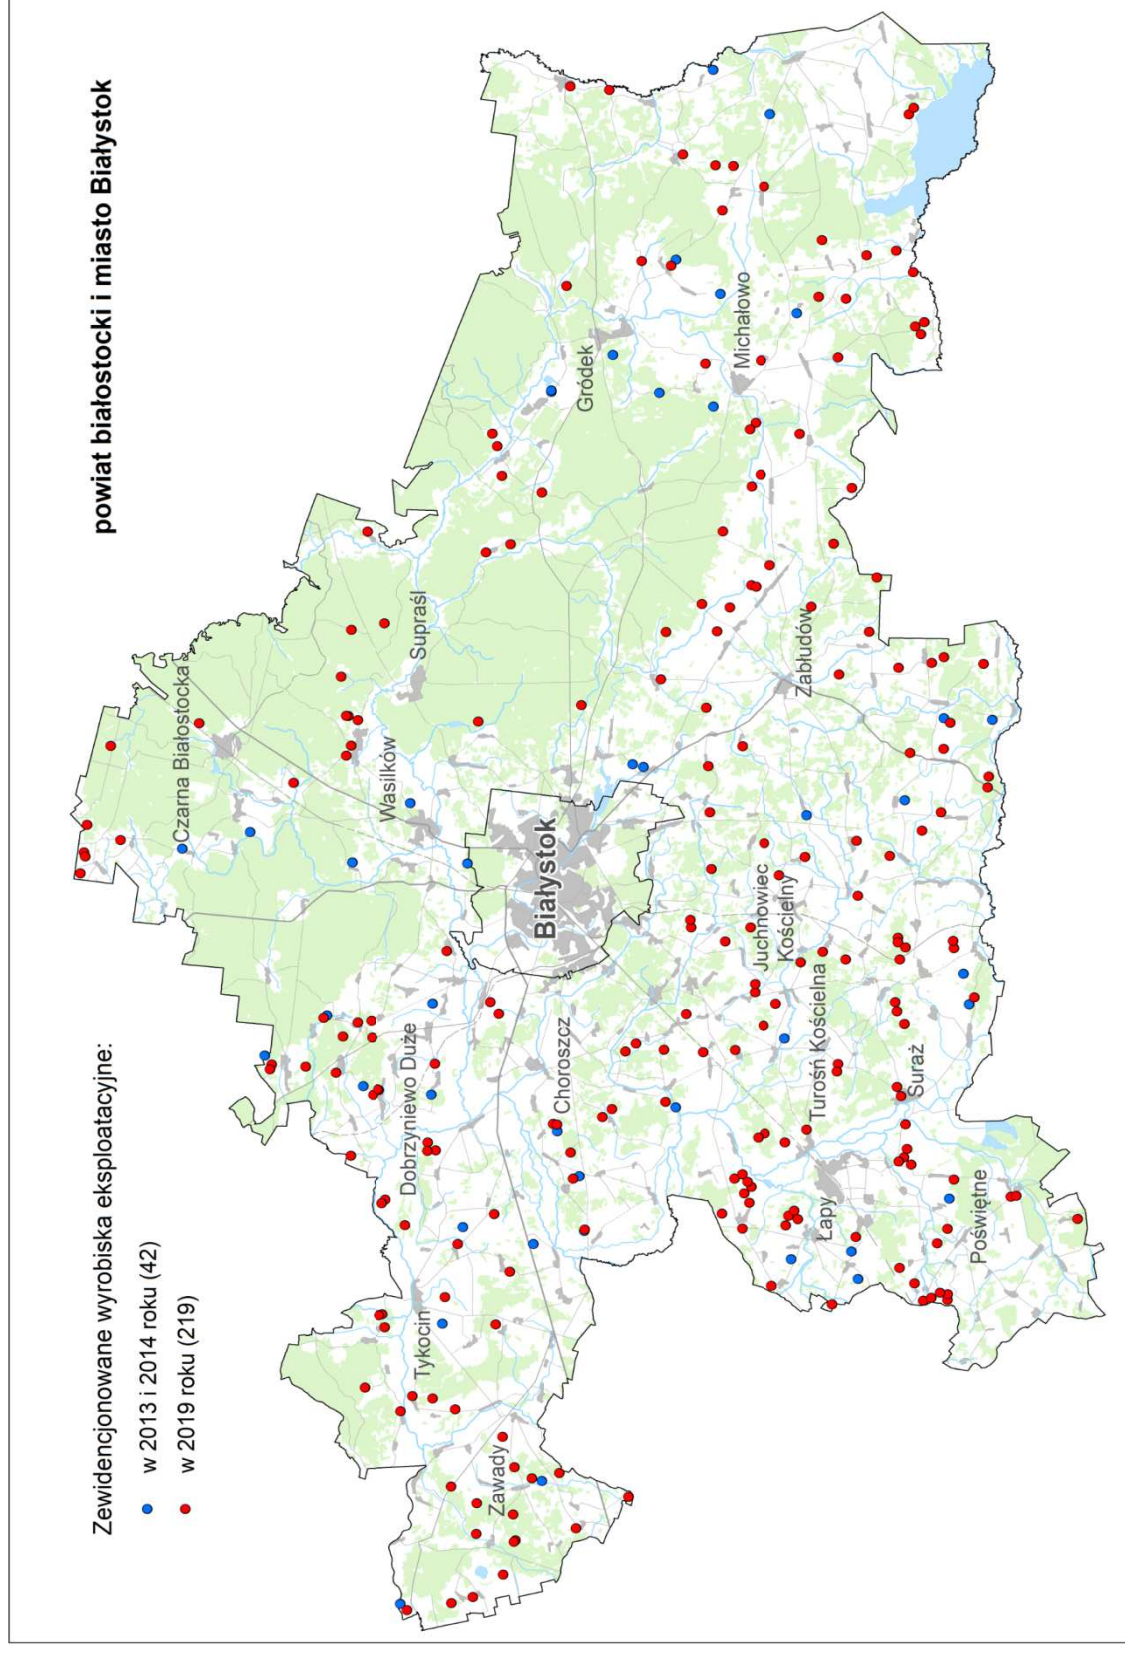 powiat białostocki i miasto Białystok
Zewidencjonowane wyrobiska eksploatacyjne:
w 2013 i 2014 roku (42)
w 2019 roku (219)
Czarna Białostocka
Supraśl
Wasilków
Gródek
Michałowo
Białystok
Zabłudów
Dobrzyniewo Duże
Choroszcz
Juchnowiec
Kościelny
Tykocin
Zawady
Turośń Kościelna
Suraż
Łapy
Poświętne